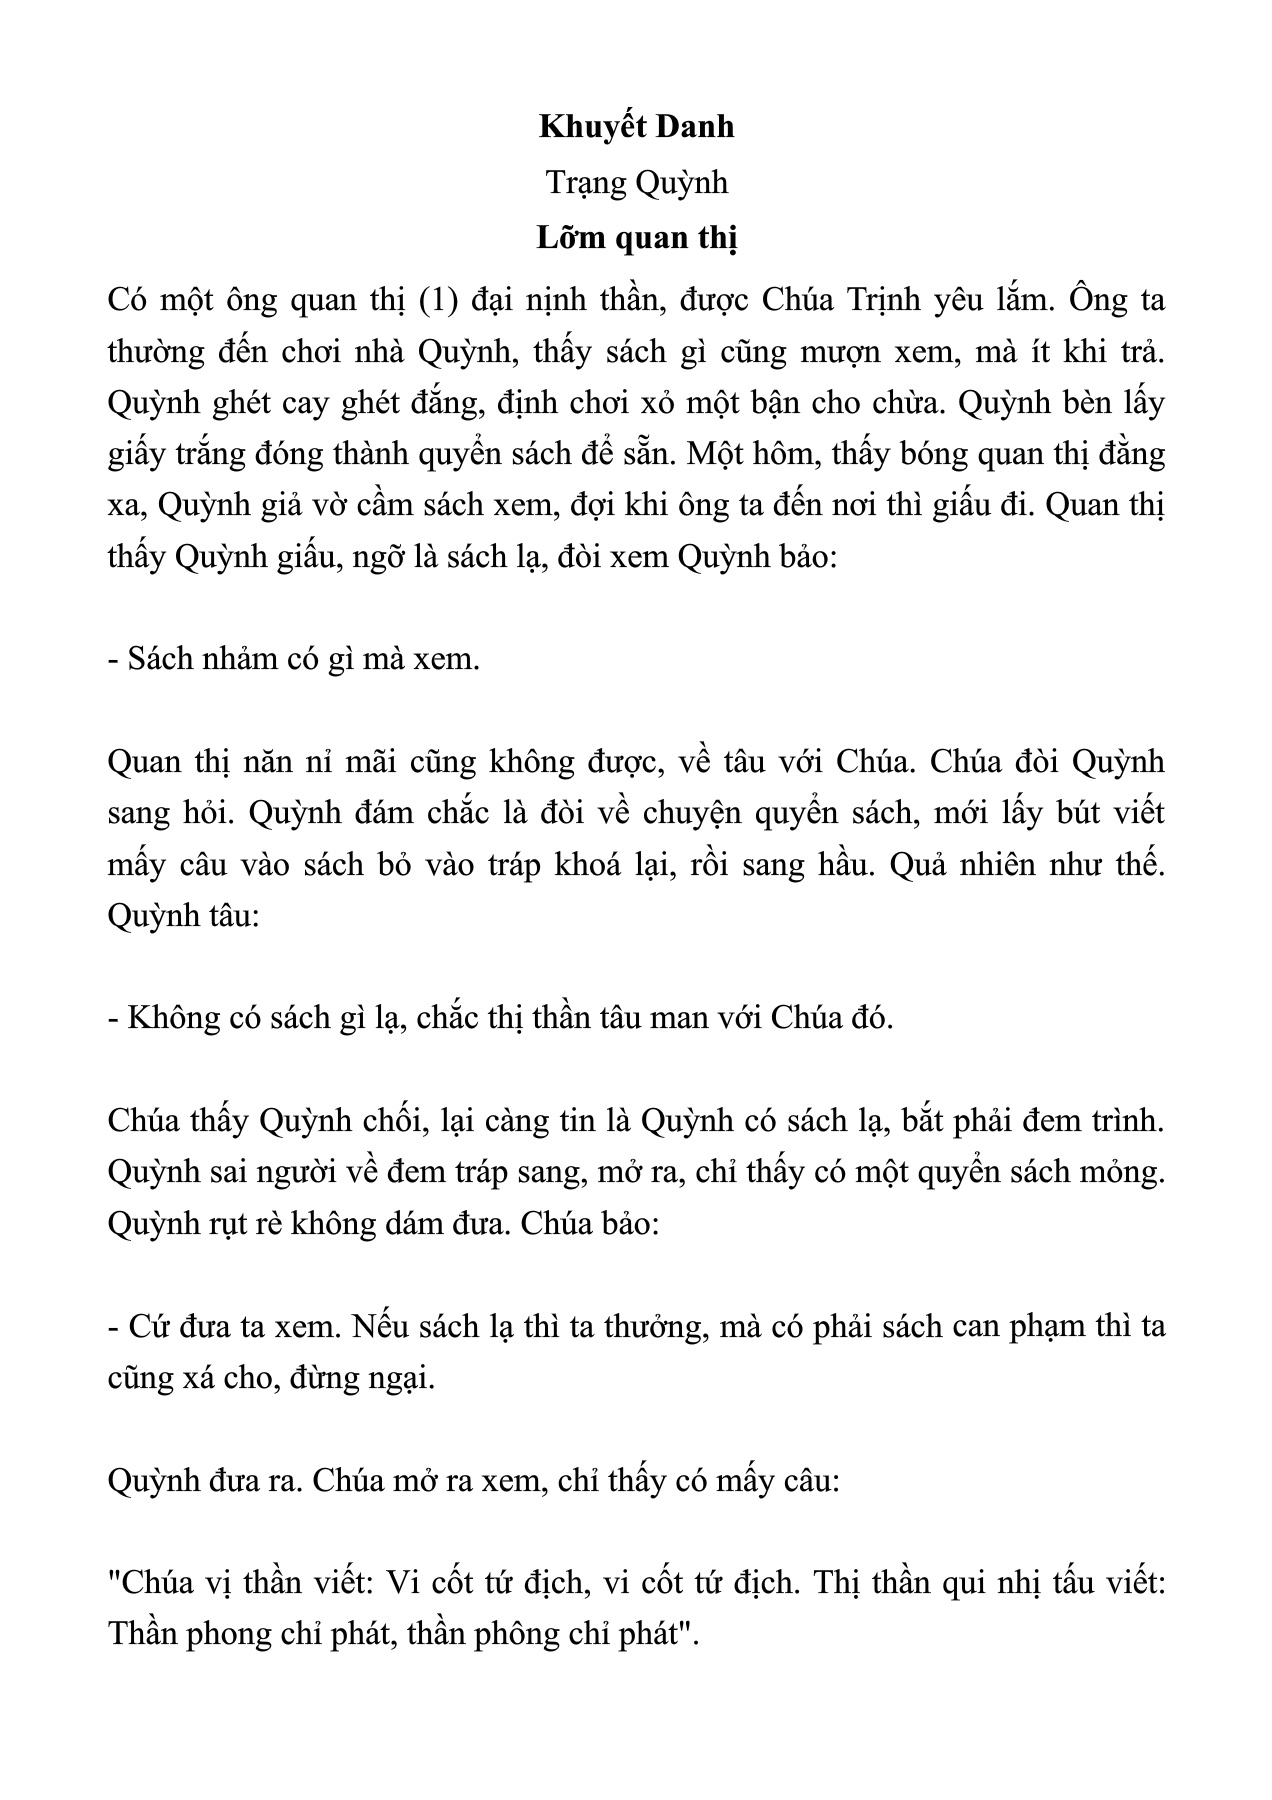 Khuyết Danh
Trạng Quỳnh
Lỡm quan thị
Có một ông quan thị (1) đại nịnh thần, được Chúa Trịnh yêu lắm. Ông ta
thường đến chơi nhà Quỳnh, thấy sách gì cũng mượn xem, mà ít khi trả.
Quỳnh ghét cay ghét đắng, định chơi xỏ một bận cho chừa. Quỳnh bèn lấy
giấy trắng đóng thành quyển sách để sẵn. Một hôm, thấy bóng quan thị đằng
xa, Quỳnh giả vờ cầm sách xem, đợi khi ông ta đến nơi thì giấu đi. Quan thị
thấy Quỳnh giấu, ngỡ là sách lạ, đòi xem Quỳnh bảo:
- Sách nhảm có gì mà xem.
Quan thị năn nỉ mãi cũng không được, về tâu với Chúa. Chúa đòi Quỳnh
sang hỏi. Quỳnh đám chắc là đòi về chuyện quyển sách, mới lấy bút viết
mấy câu vào sách bỏ vào tráp khoá lại, rồi sang hầu. Quả nhiên như thế.
Quỳnh tâu:
- Không có sách gì lạ, chắc thị thần tâu man với Chúa đó.
Chúa thấy Quỳnh chối, lại càng tin là Quỳnh có sách lạ, bắt phải đem trình.
Quỳnh sai người về đem tráp sang, mở ra, chỉ thấy có một quyển sách mỏng.
Quỳnh rụt rè không dám đưa. Chúa bảo:
- Cứ đưa ta xem. Nếu sách lạ thì ta thưởng, mà có phải sách can phạm thì ta
cũng xá cho, đừng ngại.
Quỳnh đưa ra. Chúa mở ra xem, chỉ thấy có mấy câu:
"Chúa vị thần viết: Vi cốt tứ địch, vi cốt tứ địch. Thị thần qui nhị tấu viết:
Thần phong chỉ phát, thần phông chỉ phát".